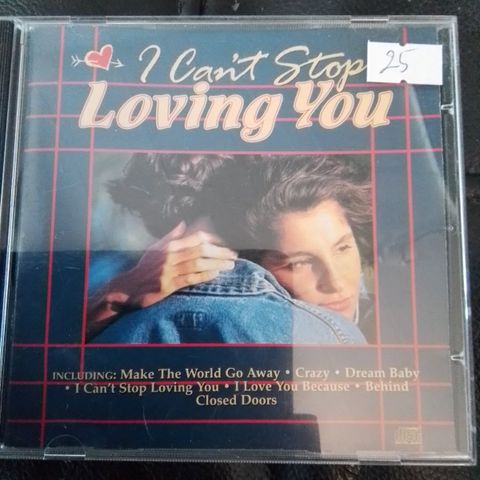 I Can't Stop
25
Loving You
INCLUDING: Make The World Go Away • Crazy • Dream Baby
• I Can't Stop Loving You • I Love You Because • Behind
Closed Doors